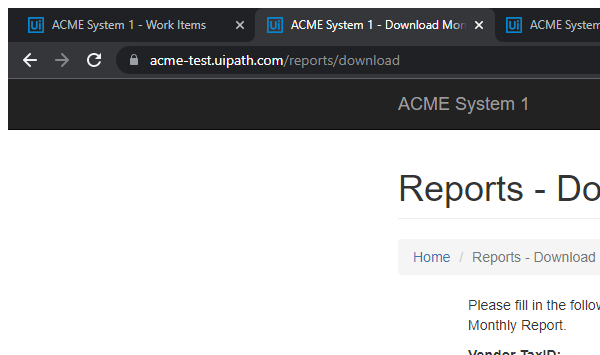 Ui ACME System 1 - Work Items
Ui ACME System 1 - Download Mon
Ui ACME System
acme-test.uipath.com/reports/download
ACME System 1
Reports - Do
Home / Reports - Download
Please fill in the follow
Monthly Report.
Vendor TaxID: